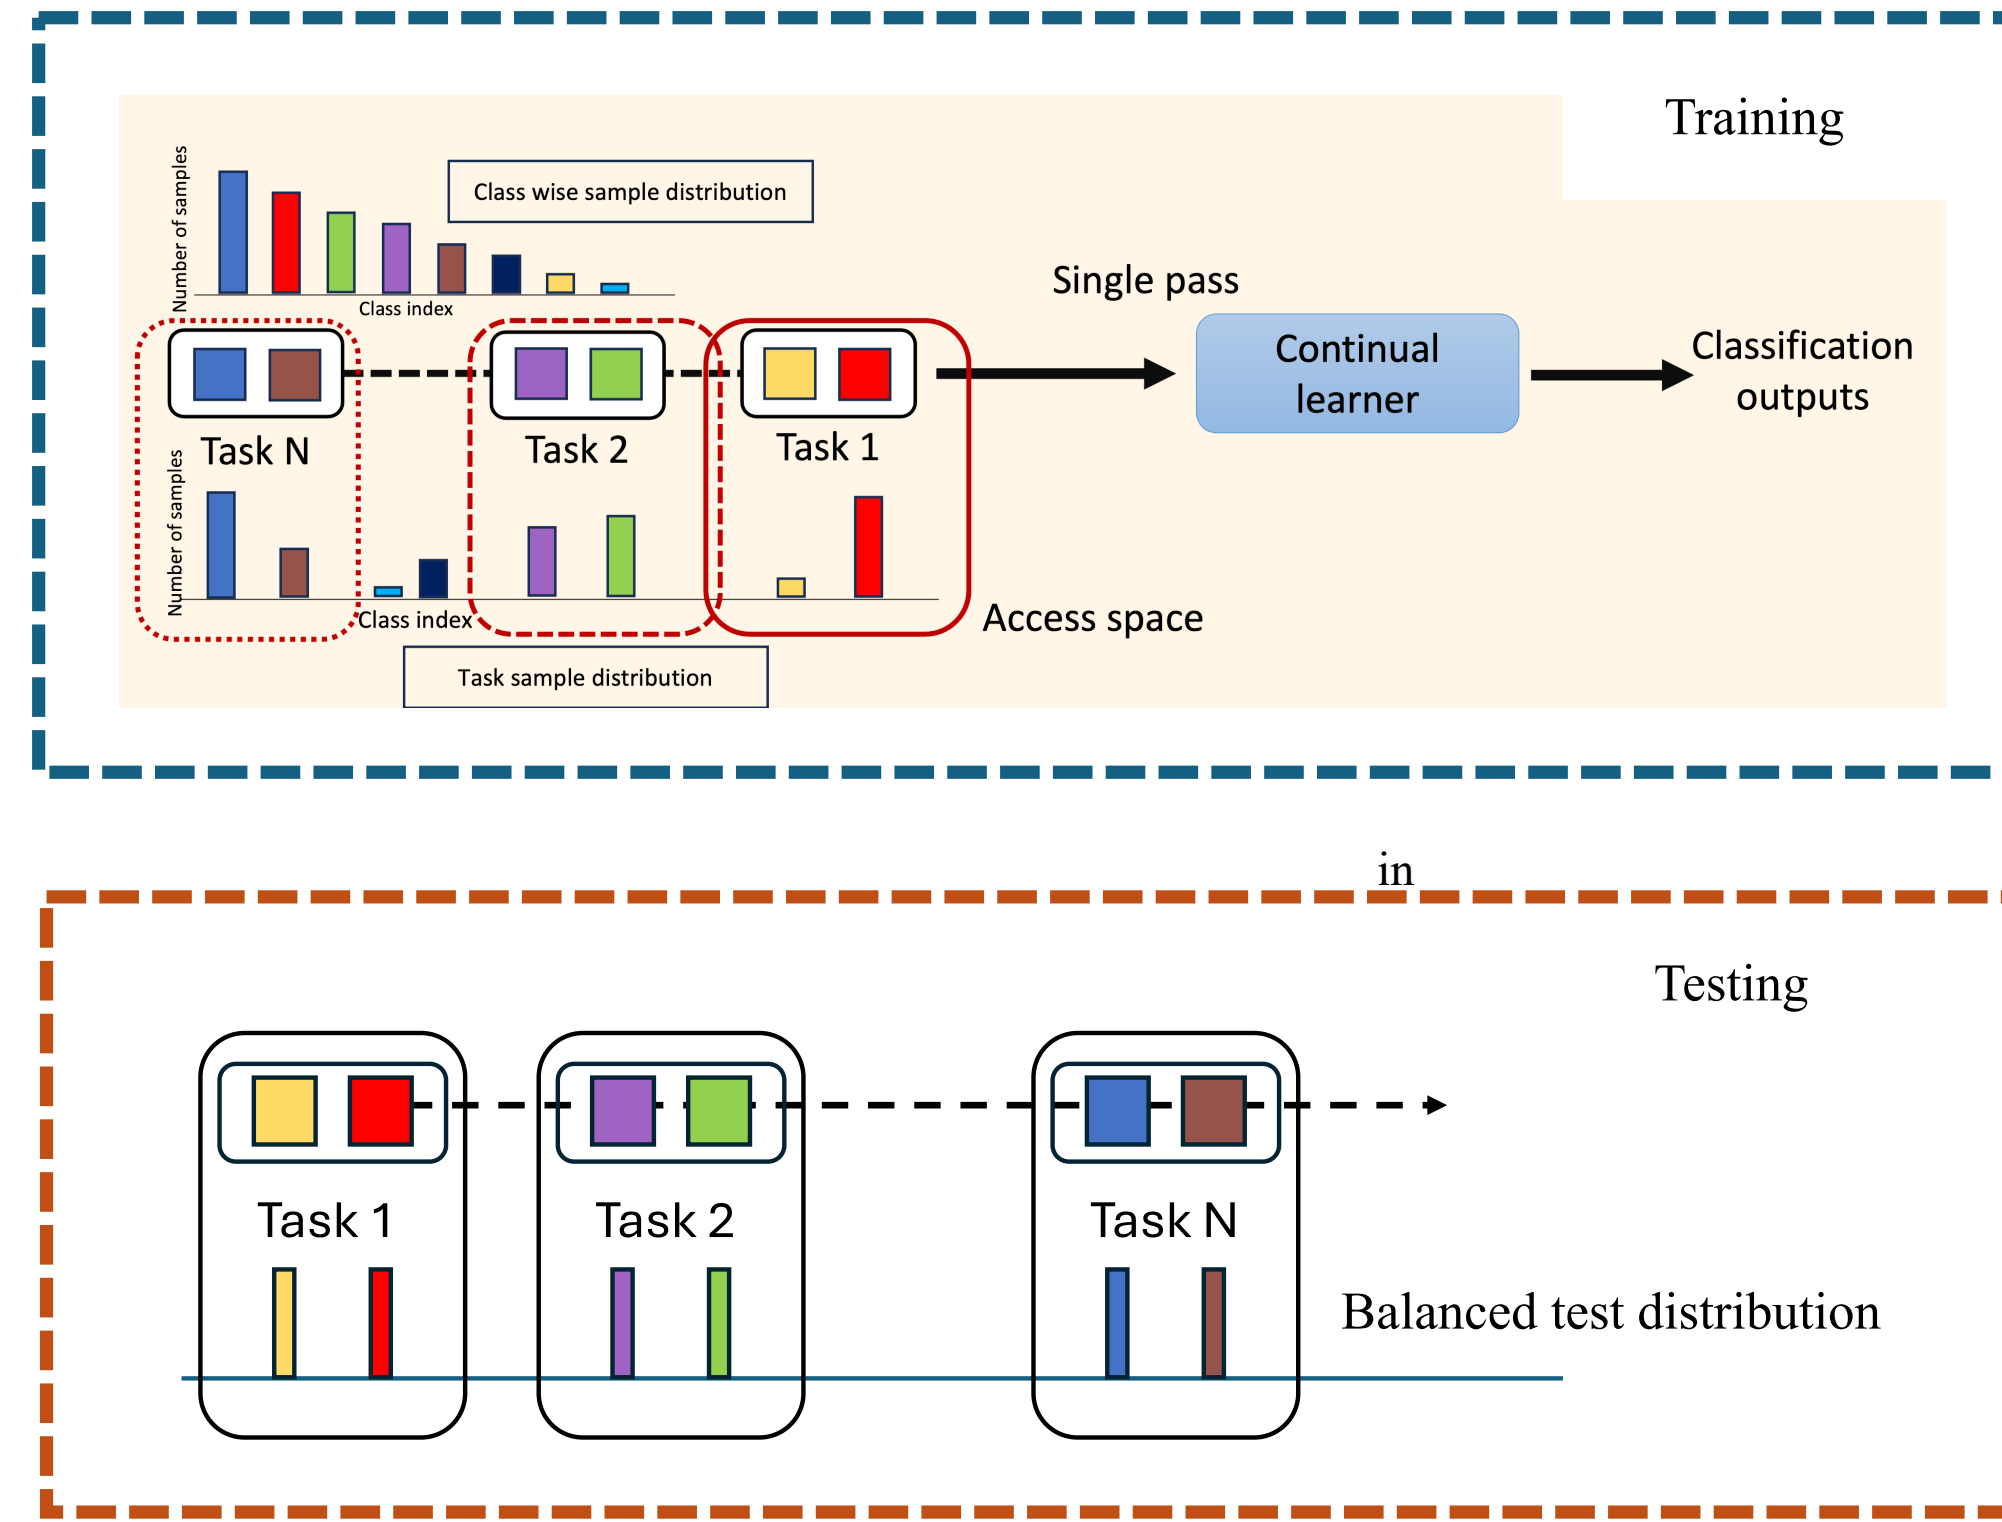 Training
Number of samples
Class wise sample distribution
Class index
Single pass
Continual
learner
Classification
outputs
Task N
Task 2
Task 1
Number of samples
Class index
Access space
Task sample distribution
in
Testing
Task 1
Task 2
Task N
Balanced test distribution